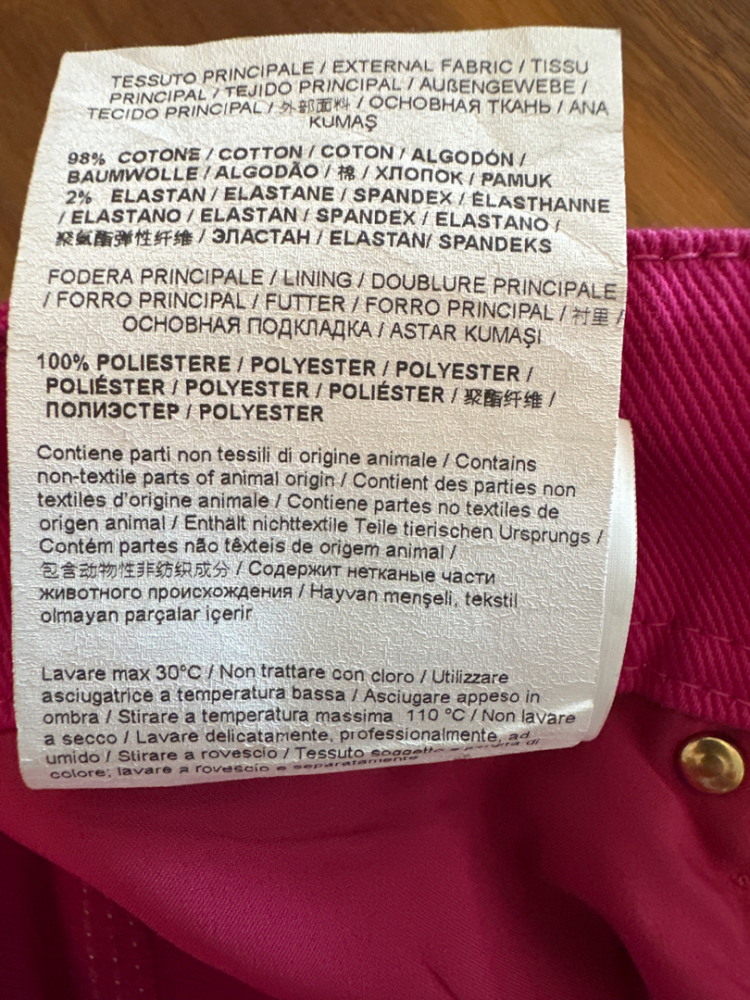 TESSUTO PRINCIPALE / EXTERNAL FABRIC / TISSU
PRINCIPAL / TEJIDO PRINCIPAL / AUßENGEWEBE /
TECIDO PRINCIPAL / 外部面料 / ОСНОВНАЯ ТКАНЬ / ANA
KUMAŞ
98% COTONE / COTTON / COTON / ALGODÓN /
BAUMWOLLE / ALGODÃO / 棉 / ХЛОПОК / PAMUK
2% ELASTAN / ELASTANE / SPANDEX / ÉLASTHANNE
/ ELASTANO / ELASTAN / SPANDEX / ELASTANO /
聚氨酯弹性纤维 / ЭЛАСТАН / ELASTAN/ SPANDEKS
FODERA PRINCIPALE / LINING / DOUBLURE PRINCIPALE
/ FORRO PRINCIPAL / FUTTER / FORRO PRINCIPAL / 衬里 /
ОСНОВНАЯ ПОДКЛАДКА / ASTAR KUMAŞI
100% POLIESTERE / POLYESTER / POLYESTER /
POLIÉSTER / POLYESTER / POLIÉSTER / 聚酯纤维 /
ПОЛИЭСТЕР / POLYESTER
Contiene parti non tessili di origine animale / Contains
non-textile parts of animal origin / Contient des parties non
textiles d'origine animale / Contiene partes no textiles de
origen animal / Enthält nichttextile Teile tierischen Ursprungs /
Contém partes não têxteis de origem animal /
包含动物性非纺织成分 / Содержит нетканые части
животного происхождения / Hayvan menşeli, tekstil
olmayan parçalar içerir
Lavare max 30°C / Non trattare con cloro / Utilizzare
asciugatrice a temperatura bassa / Asciugare appeso in
ombra / Stirare a temperatura massima 110 °C / Non lavare
a secco / Lavare delicatamente, professionalmente, ad
umido / Stirare a rovescio / Tessuto soggetto a perdita di
colore; lavare a rovescio e separatamente